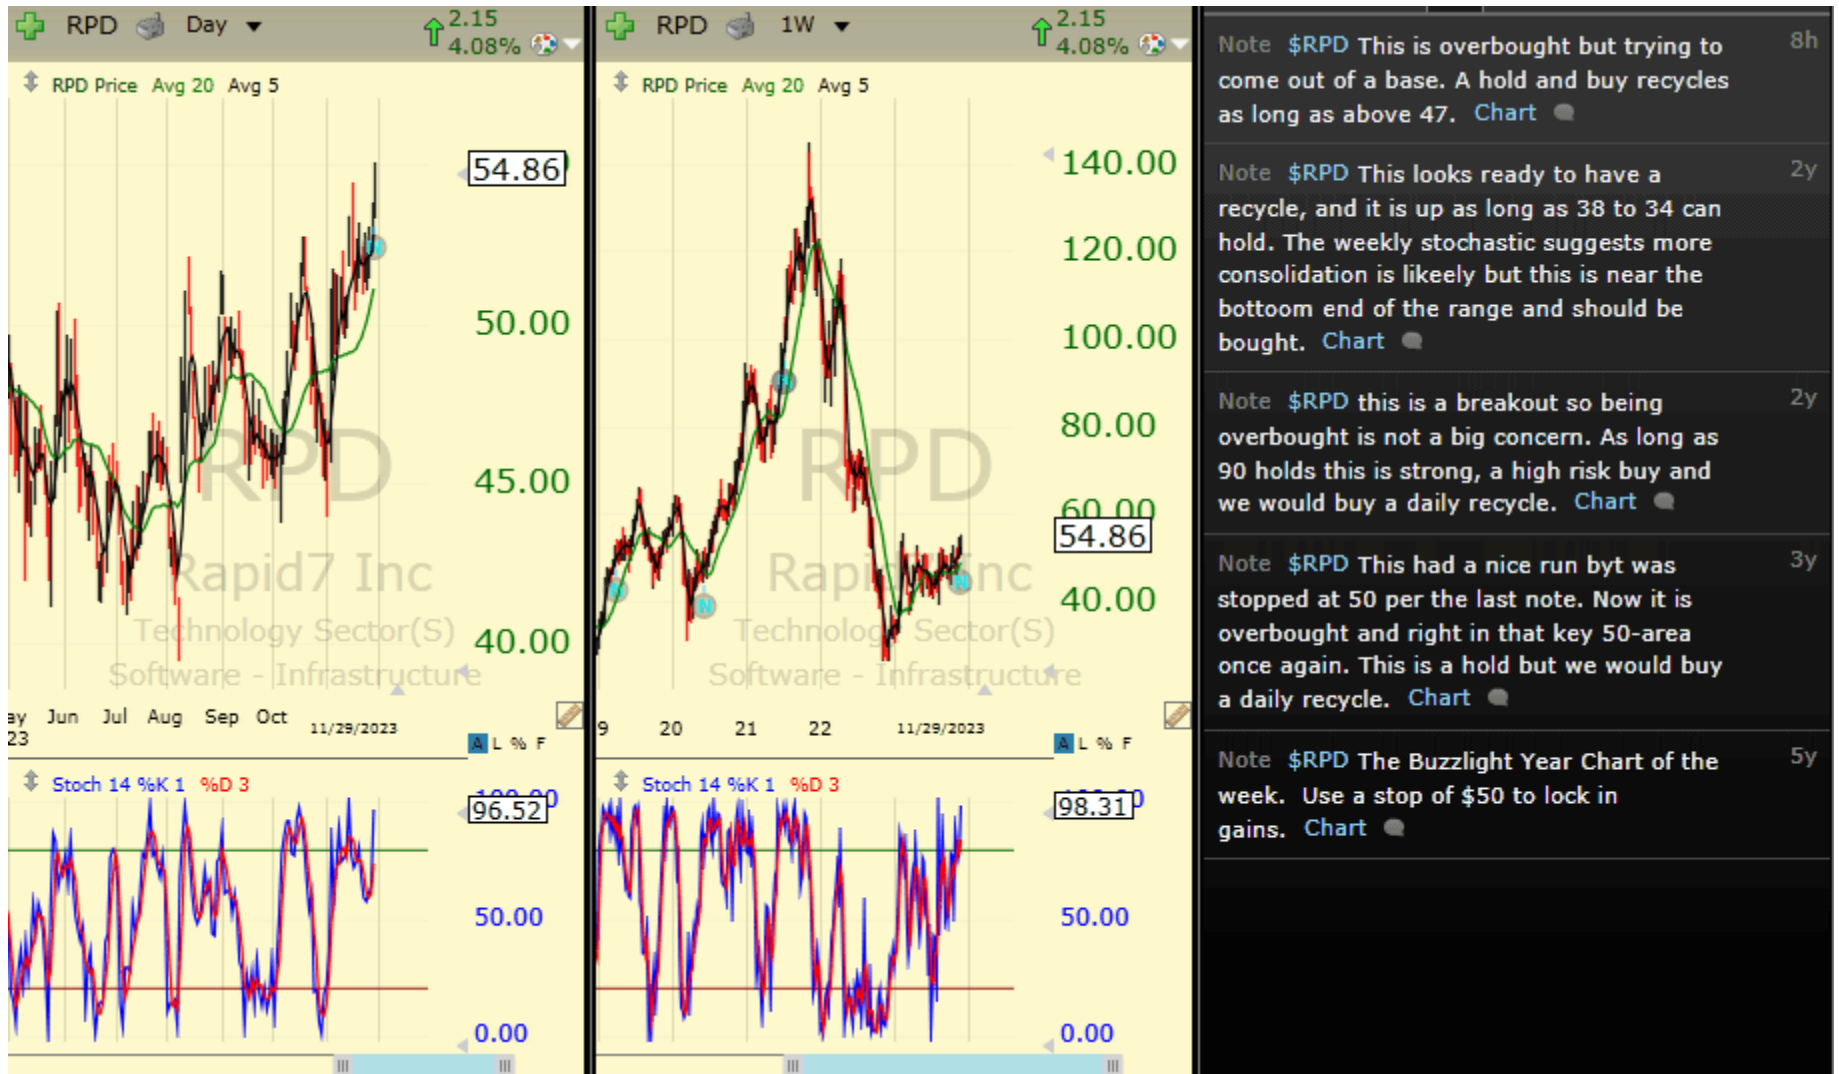 RPD Day 2.15
4.08%
RPD Price Avg 20 Avg 5
54.86
50.00
45.00
40.00
RPD
Rapid7 Inc
Technology Sector(S)
Software - Infrastructure
Jun Jul Aug Sep Oct 11/29/2023
23
A L % F
Stoch 14 %K 1 %D 3
96.52
50.00
0.00
RPD 1W 2.15
4.08%
RPD Price Avg 20 Avg 5
140.00
120.00
100.00
80.00
60.00
54.86
40.00
RPD
Rapid7 Inc
Technology Sector(S)
Software - Infrastructure
9 20 21 22 11/29/2023
A L % F
Stoch 14 %K 1 %D 3
98.31
50.00
0.00
Note $RPD This is overbought but trying to 8h
come out of a base. A hold and buy recycles
as long as above 47. Chart
Note $RPD This looks ready to have a 2y
recycle, and it is up as long as 38 to 34 can
hold. The weekly stochastic suggests more
consolidation is likeely but this is near the
bottoom end of the range and should be
bought. Chart
Note $RPD this is a breakout so being 2y
overbought is not a big concern. As long as
90 holds this is strong, a high risk buy and
we would buy a daily recycle. Chart
Note $RPD This had a nice run byt was 3y
stopped at 50 per the last note. Now it is
overbought and right in that key 50-area
once again. This is a hold but we would buy
a daily recycle. Chart
Note $RPD The Buzzlight Year Chart of the 5y
week. Use a stop of $50 to lock in
gains. Chart